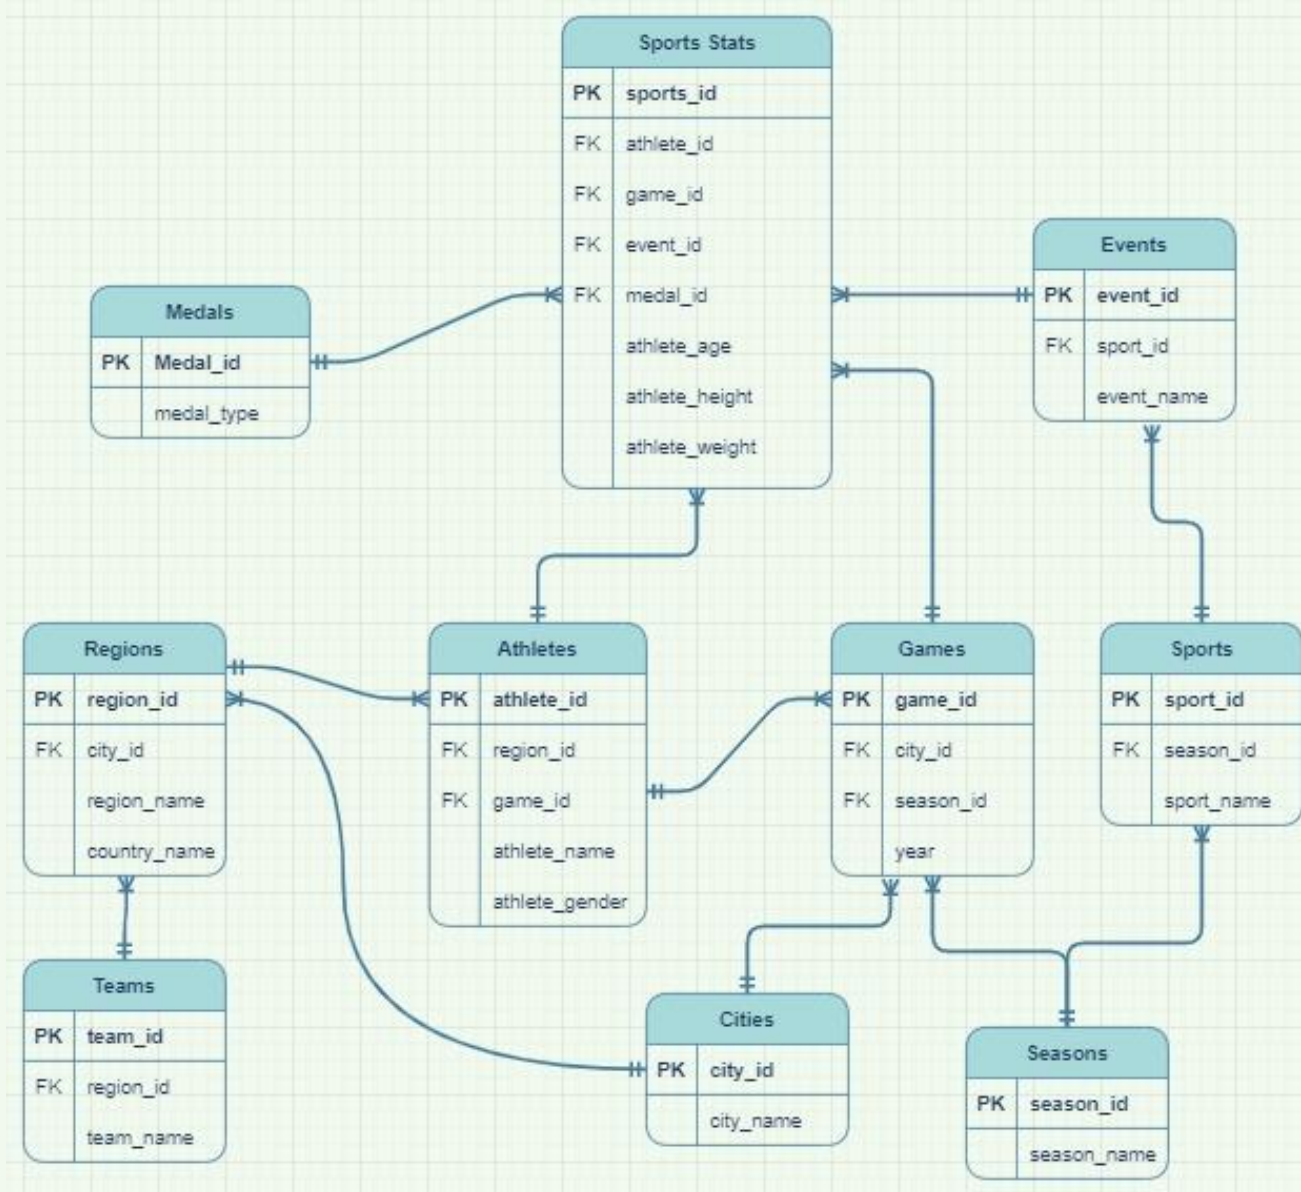 Sports Stats
PK sports_id
FK athlete_id
FK game_id
FK event_id
FK medal_id
athlete_age
athlete_height
athlete_weight
Events
PK event_id
FK sport_id
event_name
Medals
PK Medal_id
medal_type
Regions
PK region_id
FK city_id
region_name
country_name
Athletes
PK athlete_id
FK region_id
FK game_id
athlete_name
athlete_gender
Games
PK game_id
FK city_id
FK season_id
year
Sports
PK sport_id
FK season_id
sport_name
Teams
PK team_id
FK region_id
team_name
Cities
PK city_id
city_name
Seasons
PK season_id
season_name